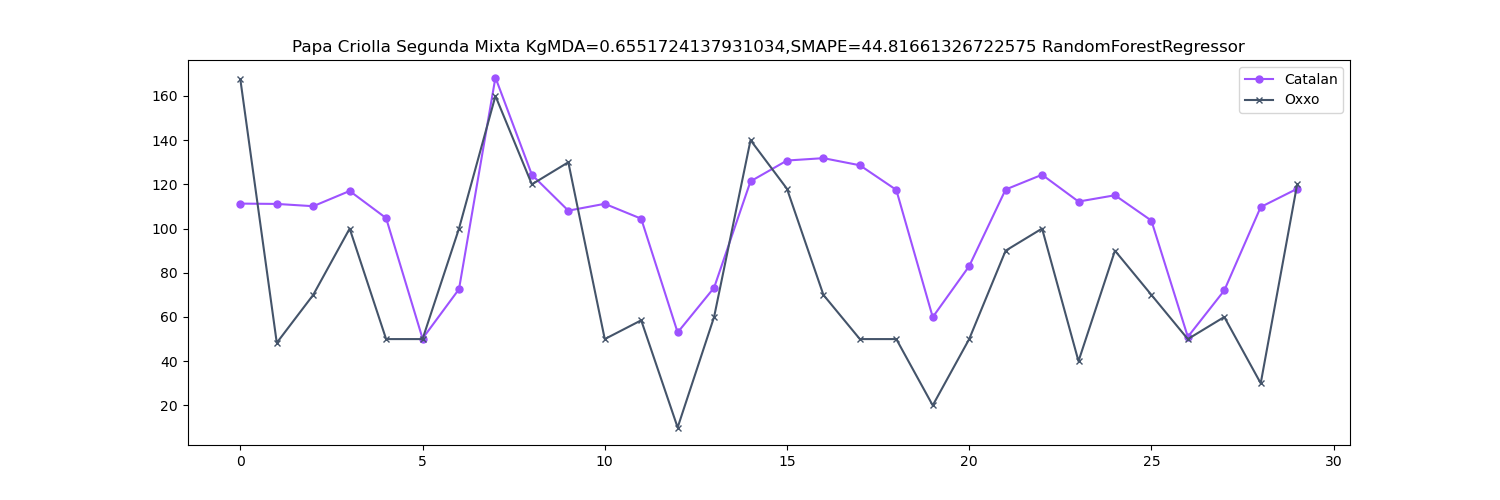 Papa Criolla Segunda Mixta KgMDA=0.6551724137931034,SMAPE=44.81661326722575 RandomForestRegressor
Catalan
Oxxo
160
140
120
100
80
60
40
20
0 5 10 15 20 25 30